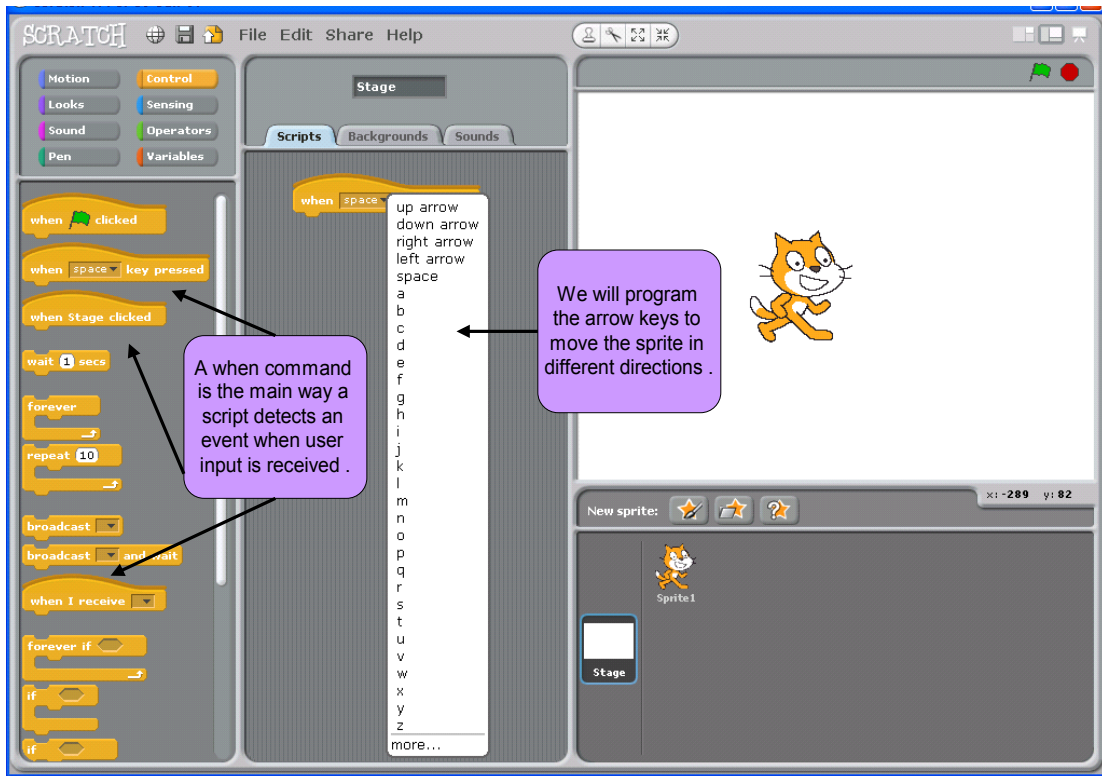 SCRATCH File Edit Share Help
Motion Control
Looks Sensing
Sound Operators
Pen Variables
when clicked
when space key pressed
when Stage clicked
wait 1 secs
forever
repeat 10
broadcast
broadcast and wait
when I receive
forever if
if
if
A when command
is the main way a
script detects an
event when user
input is received .
Stage
Scripts Backgrounds Sounds
when space
up arrow
down arrow
right arrow
left arrow
space
a
b
c
d
e
f
g
h
i
j
k
l
m
n
o
p
q
r
s
t
u
v
w
x
y
z
more...
We will program
the arrow keys to
move the sprite in
different directions .
x: -289 y: 82
New sprite:
Sprite1
Stage